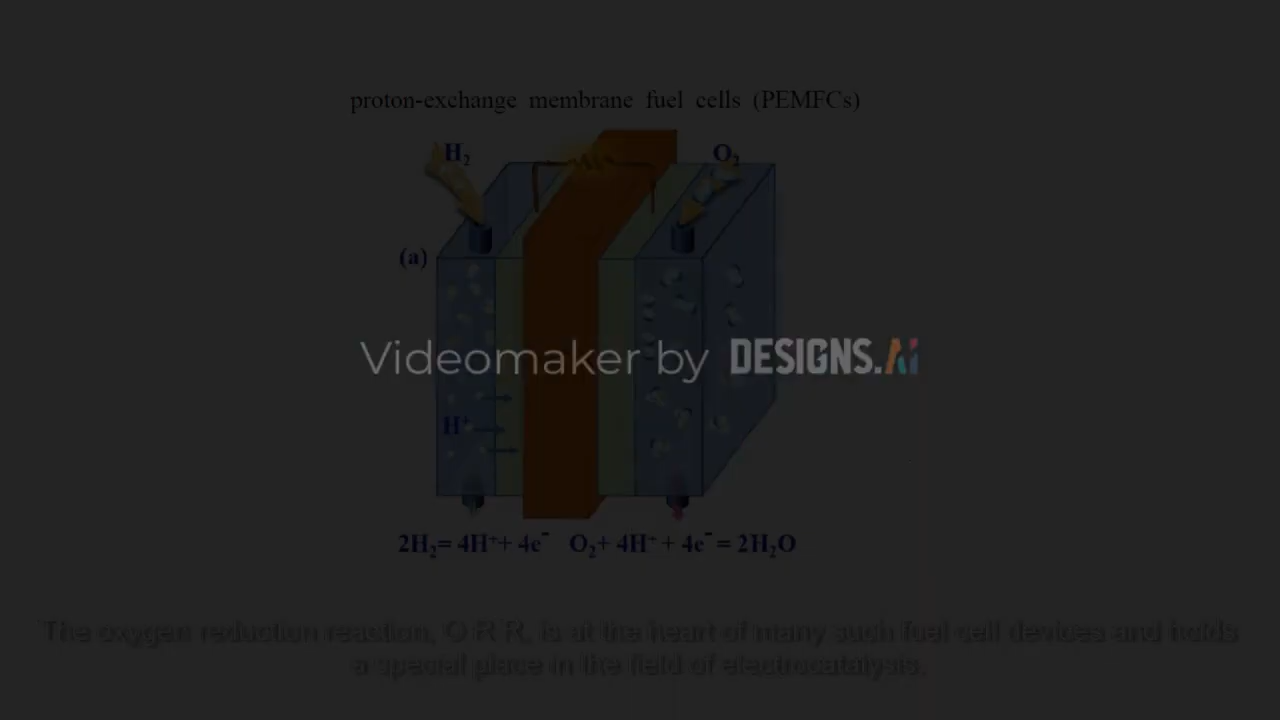 proton-exchange membrane fuel cells (PEMFCs)
H₂
O₂
(a)
Videomaker by DESIGNS.AI
H⁺
2H₂= 4H⁺+ 4e⁻ O₂+ 4H⁺ + 4e⁻ = 2H₂O
The oxygen reduction reaction, O R R, is at the heart of many such fuel cell devices and holds
a special place in the field of electrocatalysis.